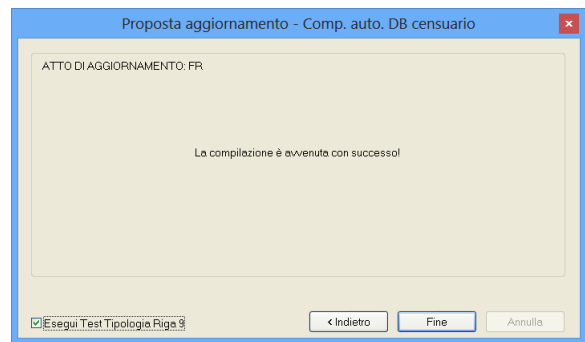 Proposta aggiornamento - Comp. auto. DB censuario
ATTO DI AGGIORNAMENTO: FR
La compilazione è avvenuta con successo!
Esegui Test Tipologia Riga 9
< Indietro
Fine
Annulla